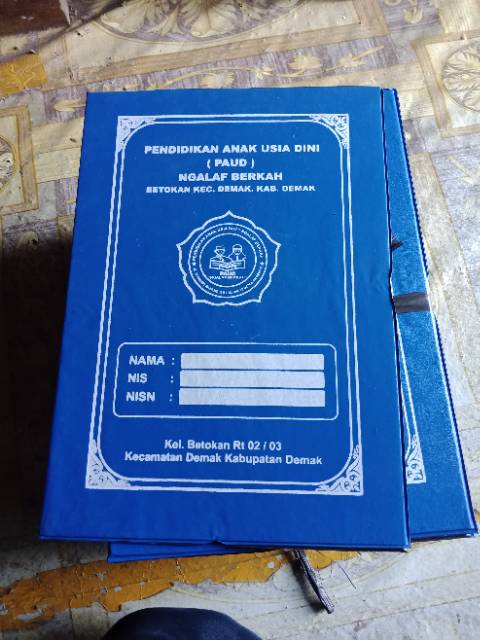 PENDIDIKAN ANAK USIA DINI
( PAUD )
NGALAF BERKAH
BETOKAN KEC. DEMAK. KAB. DEMAK
NAMA :
NIS :
NISN :
Kel. Betokan Rt 02 / 03
Kecamatan Demak Kabupatan Demak